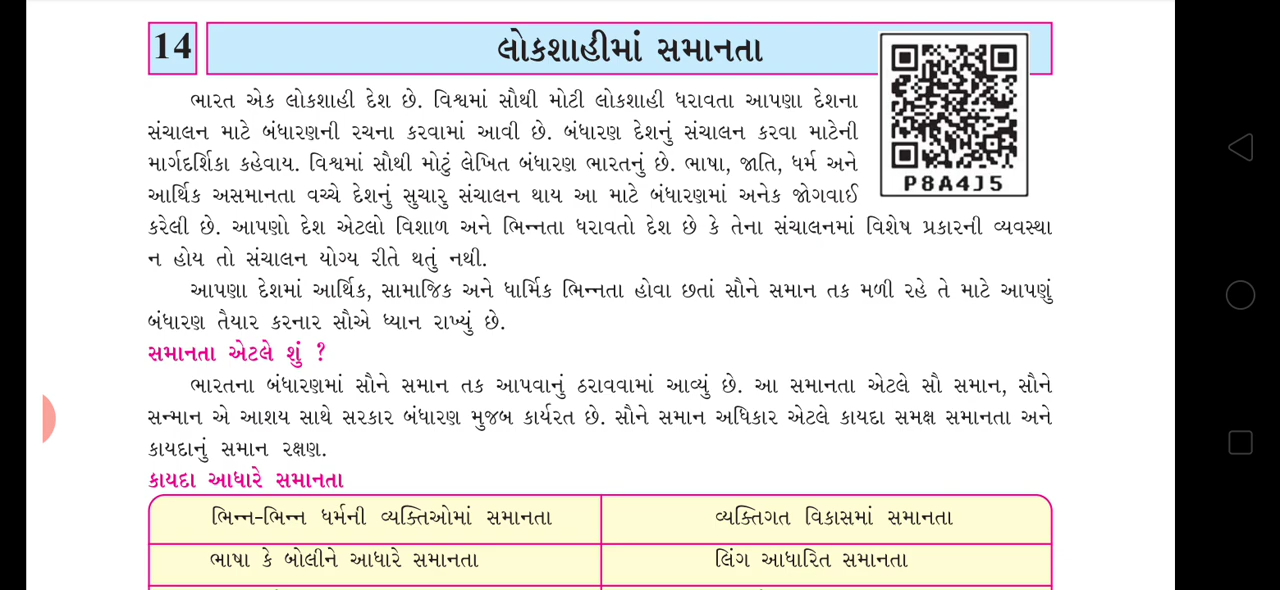 14
લોકશાહીમાં સમાનતા
P8A4J5
ભારત એક લોકશાહી દેશ છે. વિશ્વમાં સૌથી મોટી લોકશાહી ધરાવતા આપણા દેશના
સંચાલન માટે બંધારણની રચના કરવામાં આવી છે. બંધારણ દેશનું સંચાલન કરવા માટેની
માર્ગદર્શિકા કહેવાય. વિશ્વમાં સૌથી મોટું લેખિત બંધારણ ભારતનું છે. ભાષા, જાતિ, ધર્મ અને
આર્થિક અસમાનતા વચ્ચે દેશનું સુચારુ સંચાલન થાય આ માટે બંધારણમાં અનેક જોગવાઈ
કરેલી છે. આપણો દેશ એટલો વિશાળ અને ભિન્નતા ધરાવતો દેશ છે કે તેના સંચાલનમાં વિશેષ પ્રકારની વ્યવસ્થા
ન હોય તો સંચાલન યોગ્ય રીતે થતું નથી.
આપણા દેશમાં આર્થિક, સામાજિક અને ધાર્મિક ભિન્નતા હોવા છતાં સૌને સમાન તક મળી રહે તે માટે આપણું
બંધારણ તૈયાર કરનાર સૌએ ધ્યાન રાખ્યું છે.
સમાનતા એટલે શું ?
ભારતના બંધારણમાં સૌને સમાન તક આપવાનું ઠરાવવામાં આવ્યું છે. આ સમાનતા એટલે સૌ સમાન, સૌને
સન્માન એ આશય સાથે સરકાર બંધારણ મુજબ કાર્યરત છે. સૌને સમાન અધિકાર એટલે કાયદા સમક્ષ સમાનતા અને
કાયદાનું સમાન રક્ષણ.
કાયદા આધારે સમાનતા
ભિન્ન-ભિન્ન ધર્મની વ્યક્તિઓમાં સમાનતા
વ્યક્તિગત વિકાસમાં સમાનતા
ભાષા કે બોલીને આધારે સમાનતા
લિંગ આધારિત સમાનતા